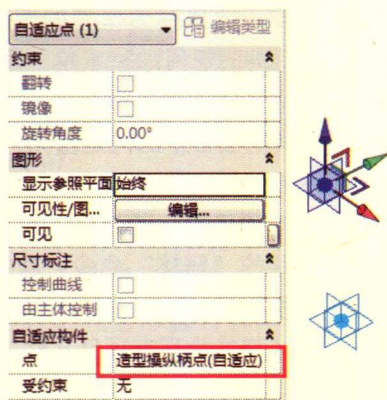 自适应点 (1)
编辑类型
约束
翻转
镜像
旋转角度 0.00°
图形
显示参照平面 始终
可见性/图... 编辑...
可见
尺寸标注
控制曲线
由主体控制
自适应构件
点 造型操纵柄点(自适应)
受约束 无